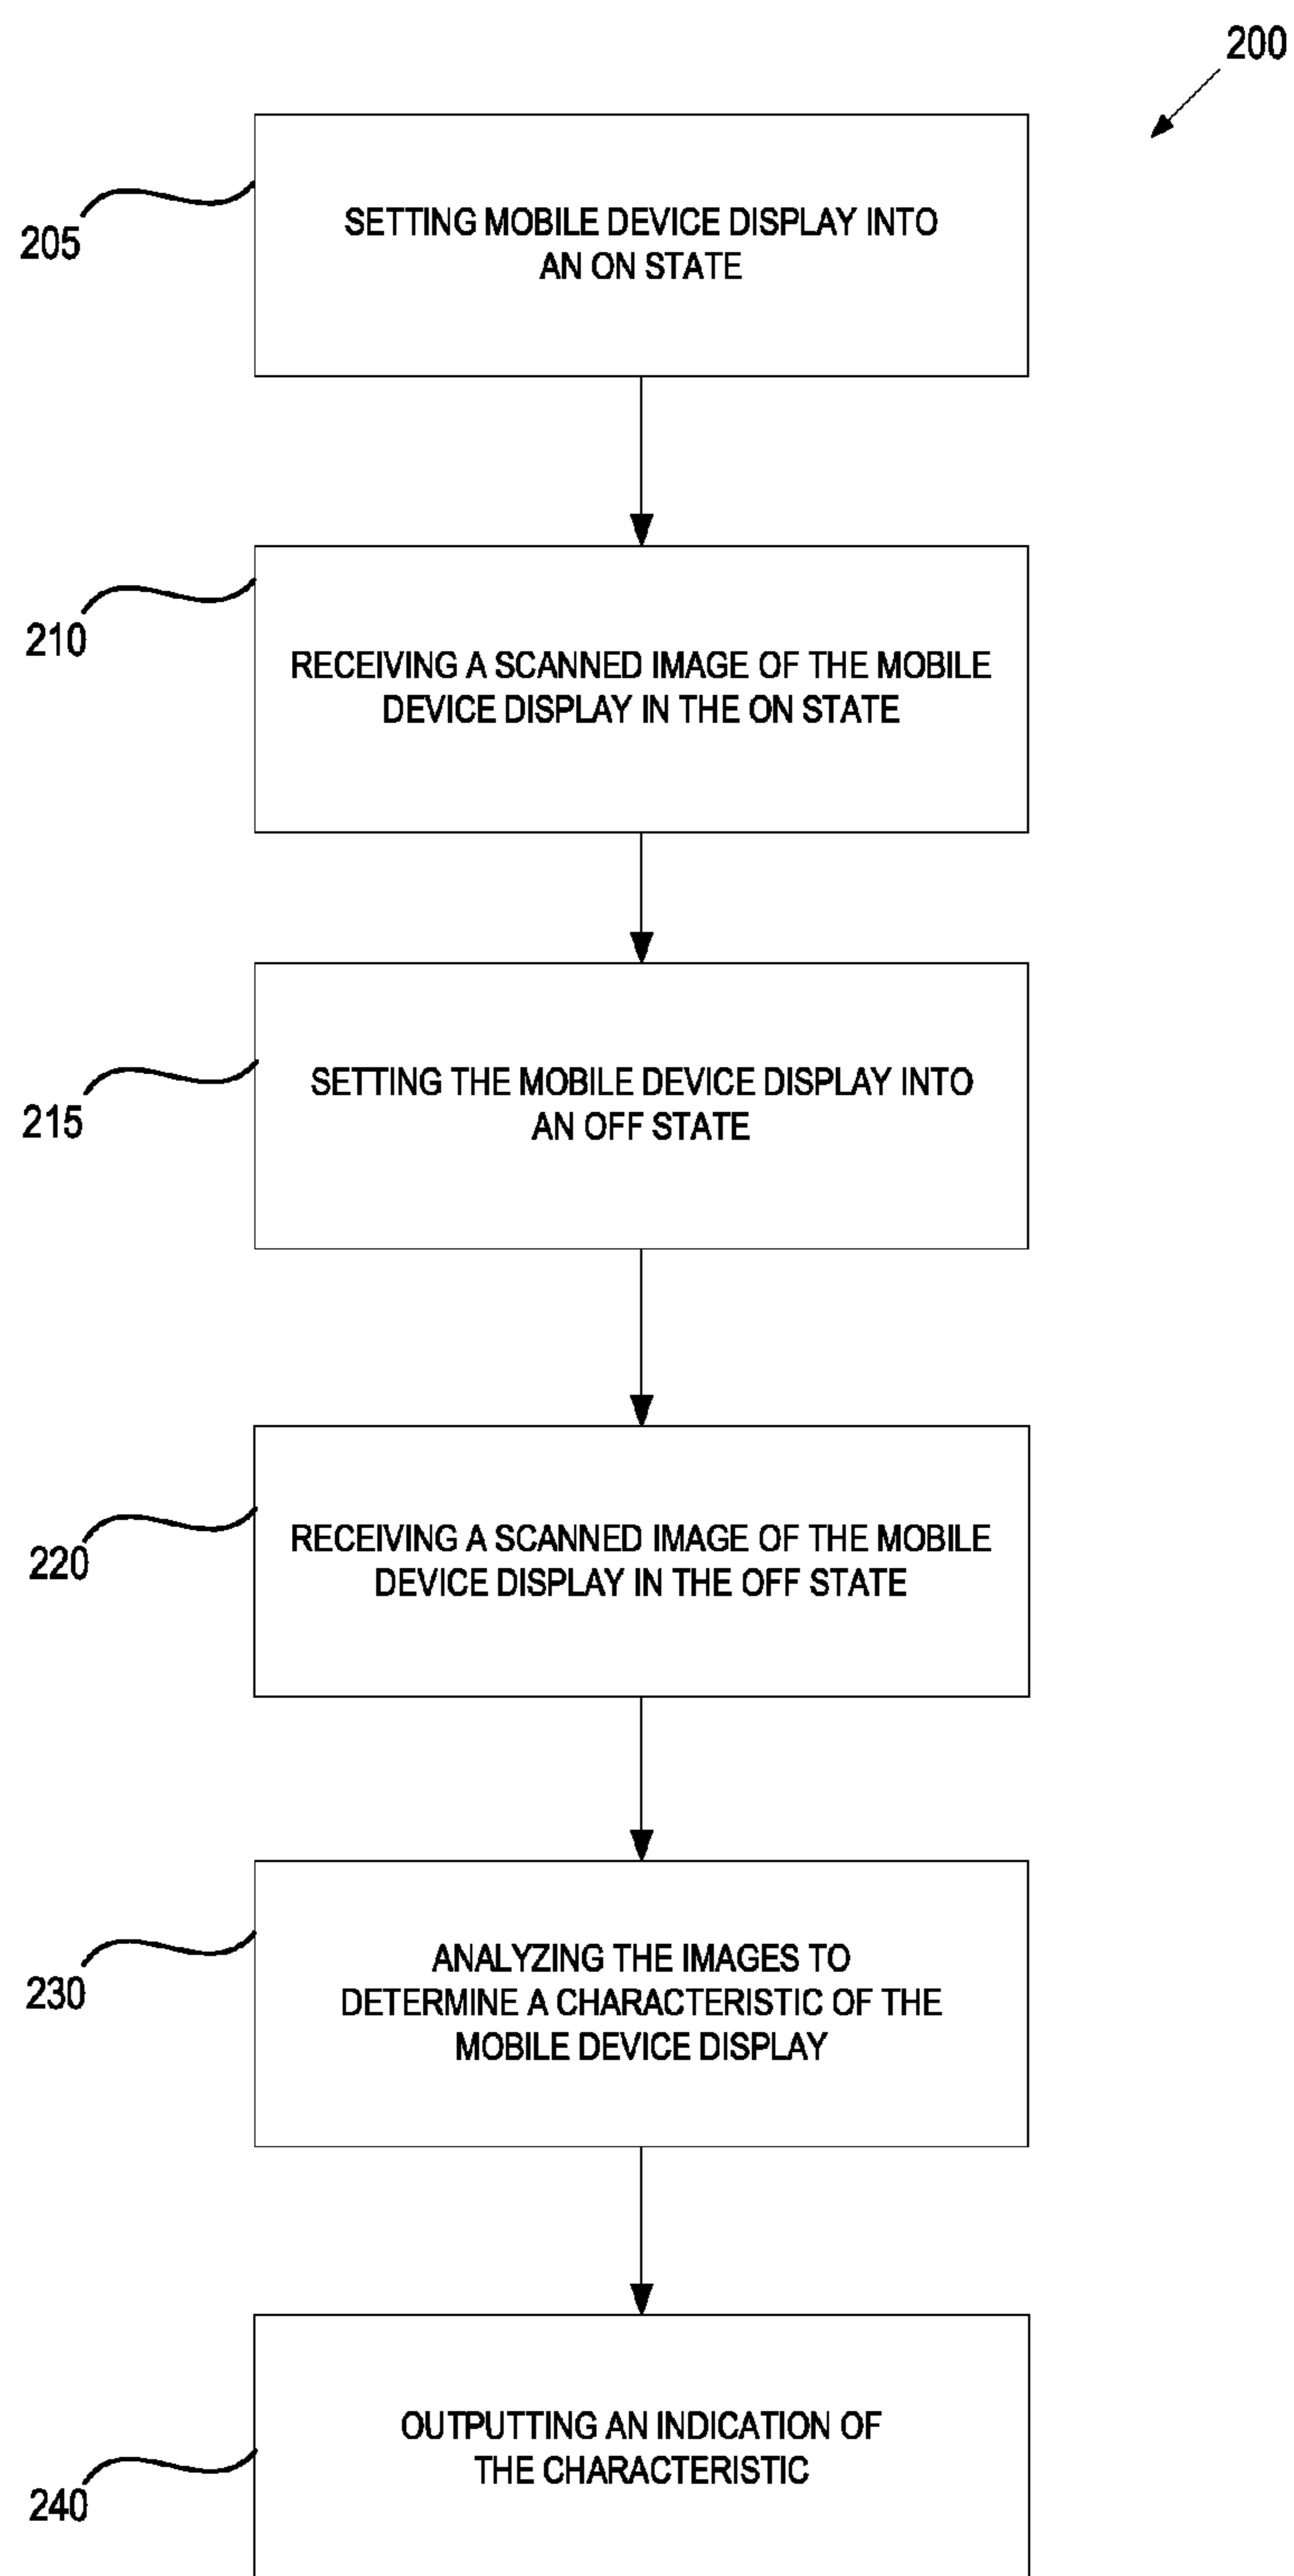 200
205
SETTING MOBILE DEVICE DISPLAY INTO
AN ON STATE
210
RECEIVING A SCANNED IMAGE OF THE MOBILE
DEVICE DISPLAY IN THE ON STATE
215
SETTING THE MOBILE DEVICE DISPLAY INTO
AN OFF STATE
220
RECEIVING A SCANNED IMAGE OF THE MOBILE
DEVICE DISPLAY IN THE OFF STATE
230
ANALYZING THE IMAGES TO
DETERMINE A CHARACTERISTIC OF THE
MOBILE DEVICE DISPLAY
240
OUTPUTTING AN INDICATION OF
THE CHARACTERISTIC